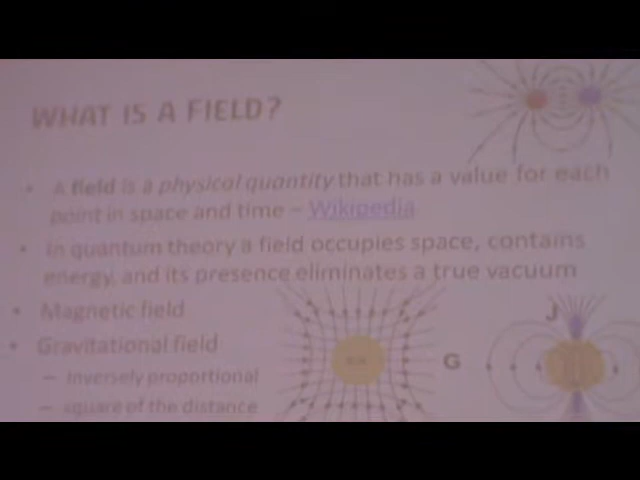 WHAT IS A FIELD?
• A field is a physical quantity that has a value for each
point in space and time – Wikipedia
• In quantum theory a field occupies space, contains
energy, and its presence eliminates a true vacuum
• Magnetic field
• Gravitational field
– Inversely proportional
– square of the distance
G
J